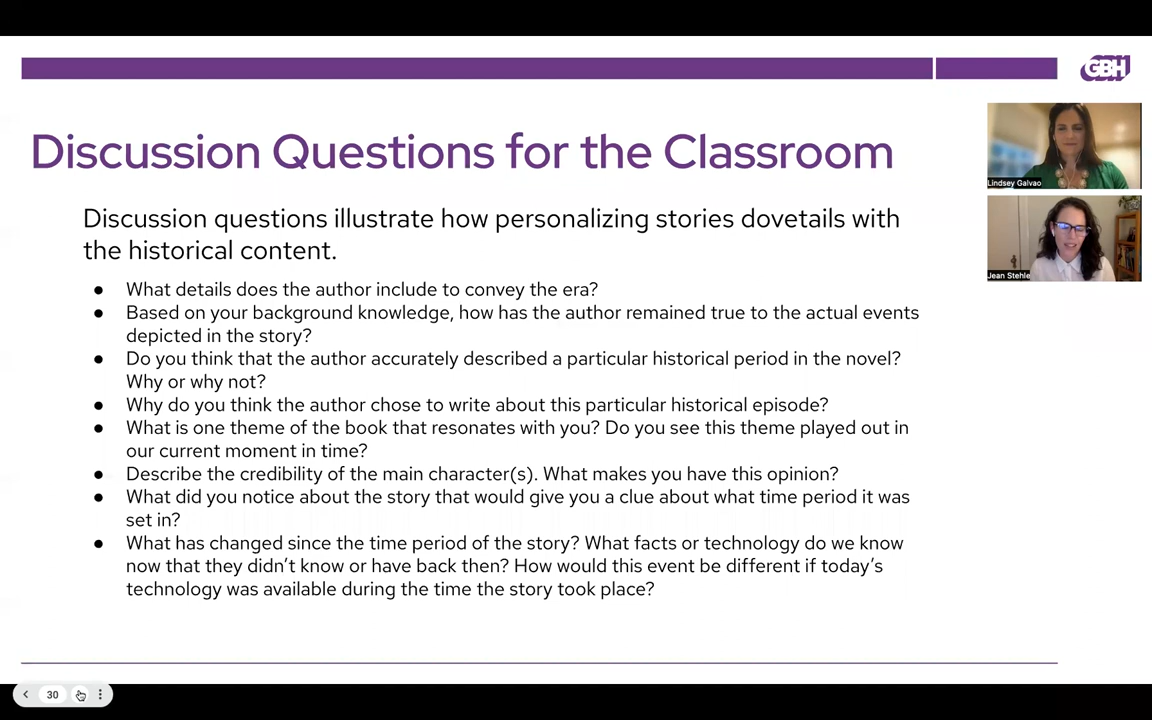 GBH
Discussion Questions for the Classroom
Lindsey Galvao
Jean Stehle
Discussion questions illustrate how personalizing stories dovetails with
the historical content.
● What details does the author include to convey the era?
● Based on your background knowledge, how has the author remained true to the actual events
depicted in the story?
● Do you think that the author accurately described a particular historical period in the novel?
Why or why not?
● Why do you think the author chose to write about this particular historical episode?
● What is one theme of the book that resonates with you? Do you see this theme played out in
our current moment in time?
● Describe the credibility of the main character(s). What makes you have this opinion?
● What did you notice about the story that would give you a clue about what time period it was
set in?
● What has changed since the time period of the story? What facts or technology do we know
now that they didn’t know or have back then? How would this event be different if today’s
technology was available during the time the story took place?
30